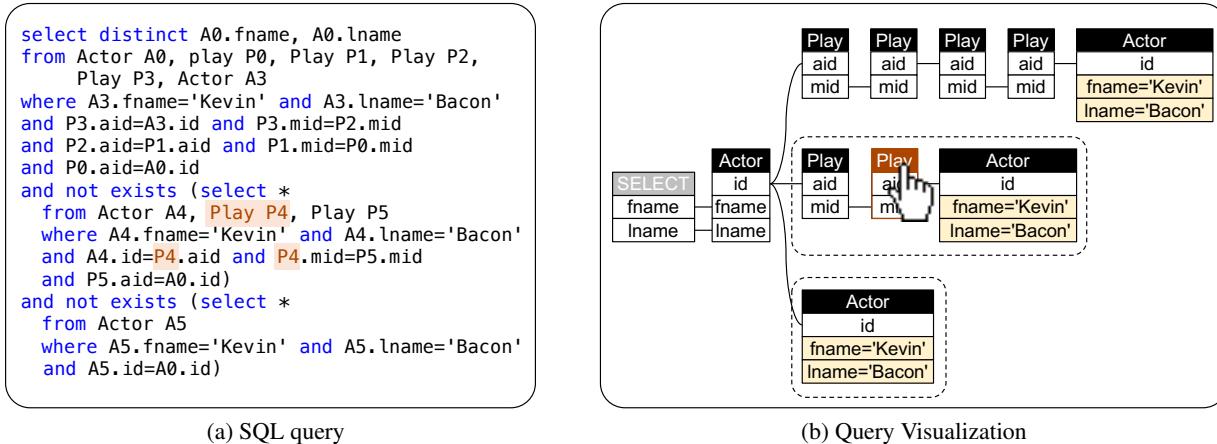 select distinct A0.fname, A0.lname
from Actor A0, play P0, Play P1, Play P2,
Play P3, Actor A3
where A3.fname='Kevin' and A3.lname='Bacon'
and P3.aid=A3.id and P3.mid=P2.mid
and P2.aid=P1.aid and P1.mid=P0.mid
and P0.aid=A0.id
and not exists (select *
from Actor A4, Play P4, Play P5
where A4.fname='Kevin' and A4.lname='Bacon'
and A4.id=P4.aid and P4.mid=P5.mid
and P5.aid=A0.id)
and not exists (select *
from Actor A5
where A5.fname='Kevin' and A5.lname='Bacon'
and A5.id=A0.id)
(a) SQL query
Play Play Play Play Actor
aid aid aid aid id
mid mid mid mid fname='Kevin'
lname='Bacon'
Actor Play Play Actor
SELECT id aid aid id
fname fname mid fname='Kevin'
lname lname lname='Bacon'
Actor
id
fname='Kevin'
lname='Bacon'
(b) Query Visualization